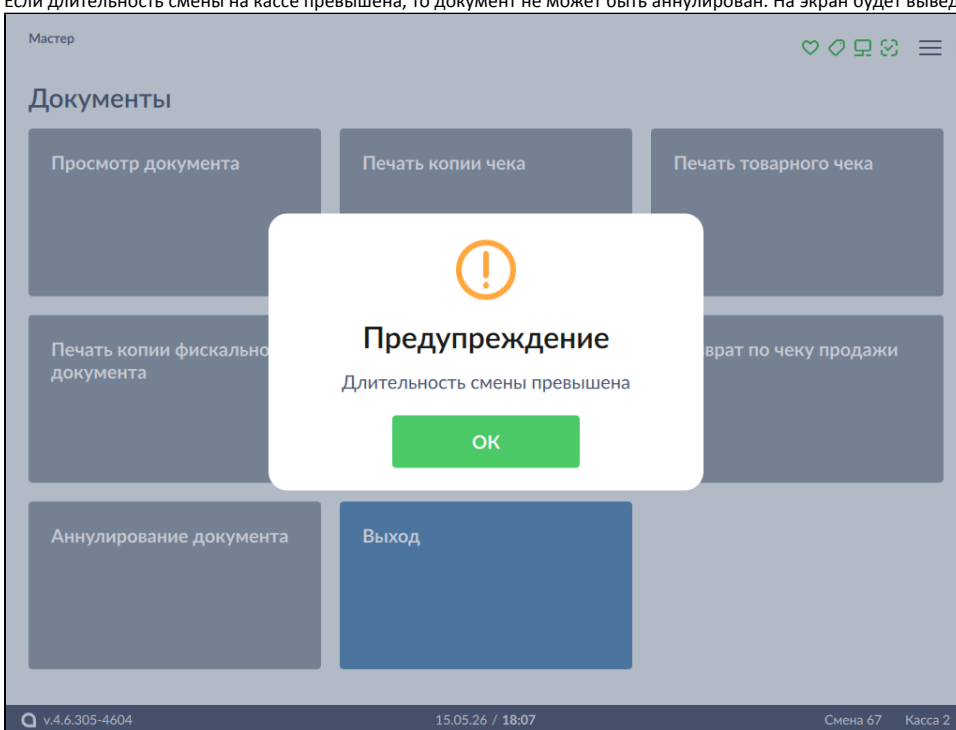 Если длительность смены на кассе превышена, то документ не может быть аннулирован. На экран будет
Мастер
Документы
Просмотр документа
Печать копии чека
Печать товарного чека
Печать копии
документа
врат по чеку продажи
Предупреждение
Длительность смены превышена
ОК
Аннулирование документа
Выход
v.4.6.305-4604
15.05.26 / 18:07
Смена 67
Касса 2